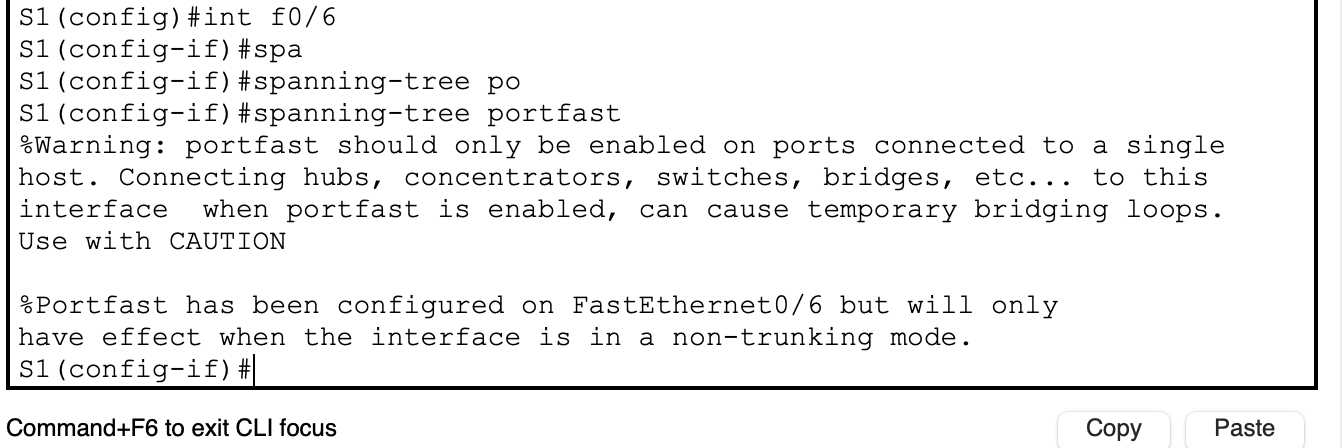 S1(config)#int f0/6
S1(config-if)#spa
S1(config-if)#spanning-tree po
S1(config-if)#spanning-tree portfast
%Warning: portfast should only be enabled on ports connected to a single
host. Connecting hubs, concentrators, switches, bridges, etc... to this
interface  when portfast is enabled, can cause temporary bridging loops.
Use with CAUTION

%Portfast has been configured on FastEthernet0/6 but will only
have effect when the interface is in a non-trunking mode.
S1(config-if)#
Command+F6 to exit CLI focus
Copy
Paste